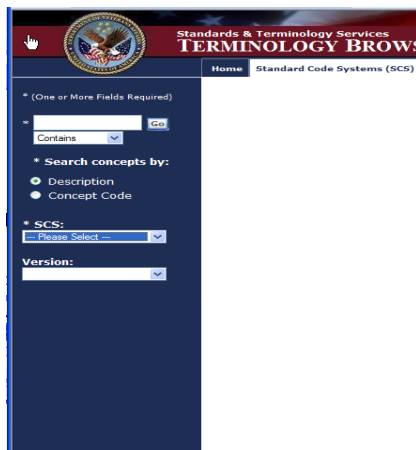 Standards & Terminology Services
TERMINOLOGY BROWS
Home Standard Code Systems (SCS)
* (One or More Fields Required)
* Go
Contains
* Search concepts by:
Description
Concept Code
* SCS:
--- Please Select ---
Version: